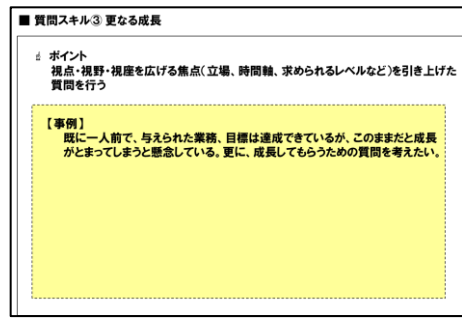 ■ 質問スキル③ 更なる成長
ポイント
視点・視野・視座を広げる焦点(立場、時間軸、求められるレベルなど)を引き上げた
質問を行う
【事例】
既に一人前で、与えられた業務、目標は達成できているが、このままだと成長
がとまってしまうと懸念している。更に、成長してもらうための質問を考えたい。